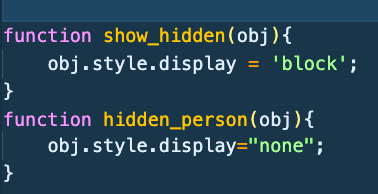 function show_hidden(obj){
    obj.style.display = 'block';
}
function hidden_person(obj){
    obj.style.display="none";
}